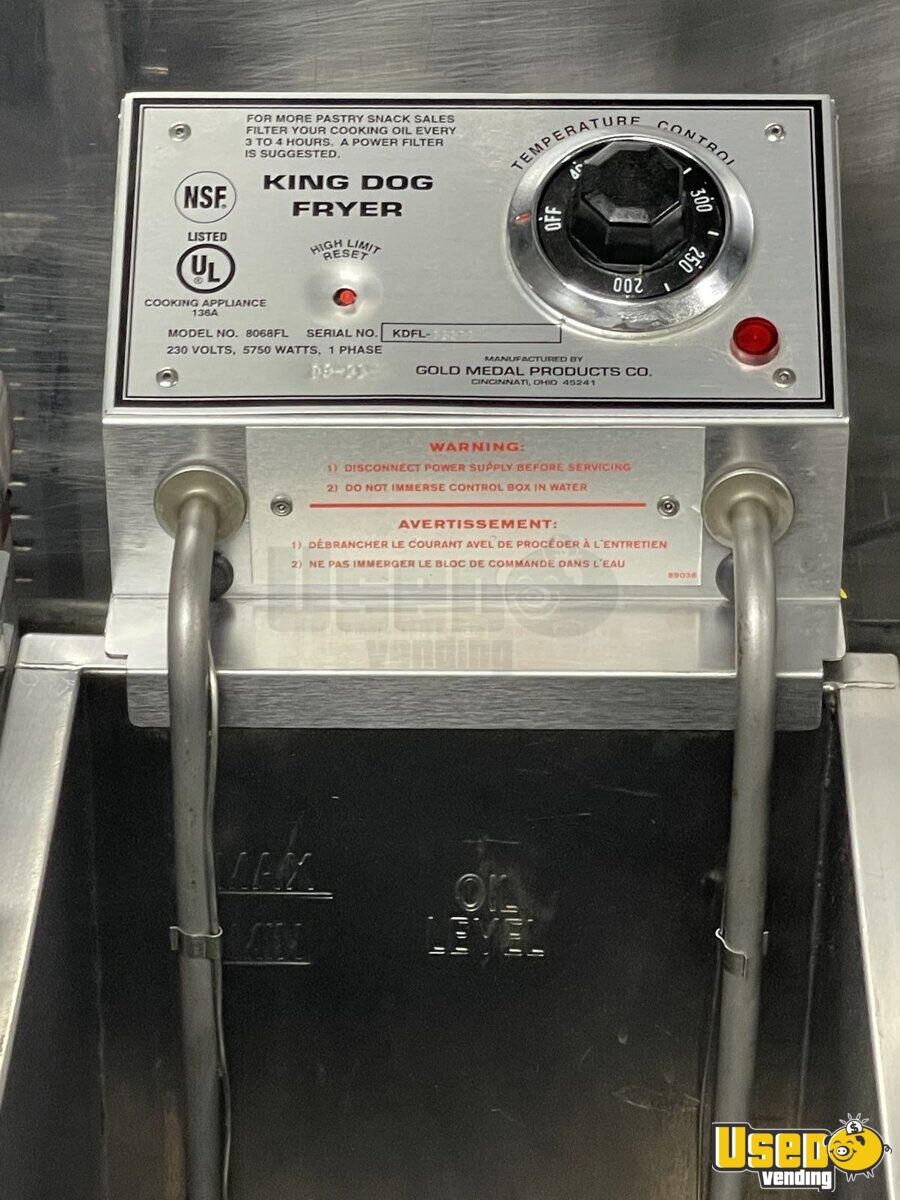 FOR MORE PASTRY SNACK SALES
FILTER YOUR COOKING OIL EVERY
3 TO 4 HOURS. A POWER FILTER
IS SUGGESTED.
NSF
KING DOG
FRYER
LISTED
UL
COOKING APPLIANCE
136A
HIGH LIMIT
RESET
TEMPERATURE CONTROL
OFF
300
250
200
MODEL NO. 8068FL SERIAL NO. KDFL-
230 VOLTS, 5750 WATTS, 1 PHASE
MANUFACTURED BY
GOLD MEDAL PRODUCTS CO.
CINCINNATI, OHIO 45241
WARNING:
1) DISCONNECT POWER SUPPLY BEFORE SERVICING
2) DO NOT IMMERSE CONTROL BOX IN WATER
AVERTISSEMENT:
1) DÉBRANCHER LE COURANT AVEL DE PROCÉDER À L'ENTRETIEN
2) NE PAS IMMERGER LE BLOC DE COMMANDE DANS L'EAU
89036
USED
vending
MAX
MIN
OIL
LEVEL
USED
vending